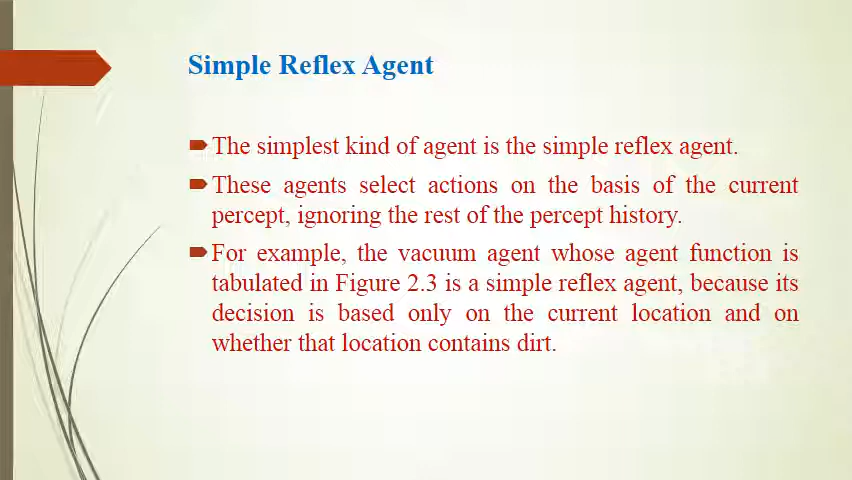 Simple Reflex Agent
The simplest kind of agent is the simple reflex agent.
These agents select actions on the basis of the current
percept, ignoring the rest of the percept history.
For example, the vacuum agent whose agent function is
tabulated in Figure 2.3 is a simple reflex agent, because its
decision is based only on the current location and on
whether that location contains dirt.